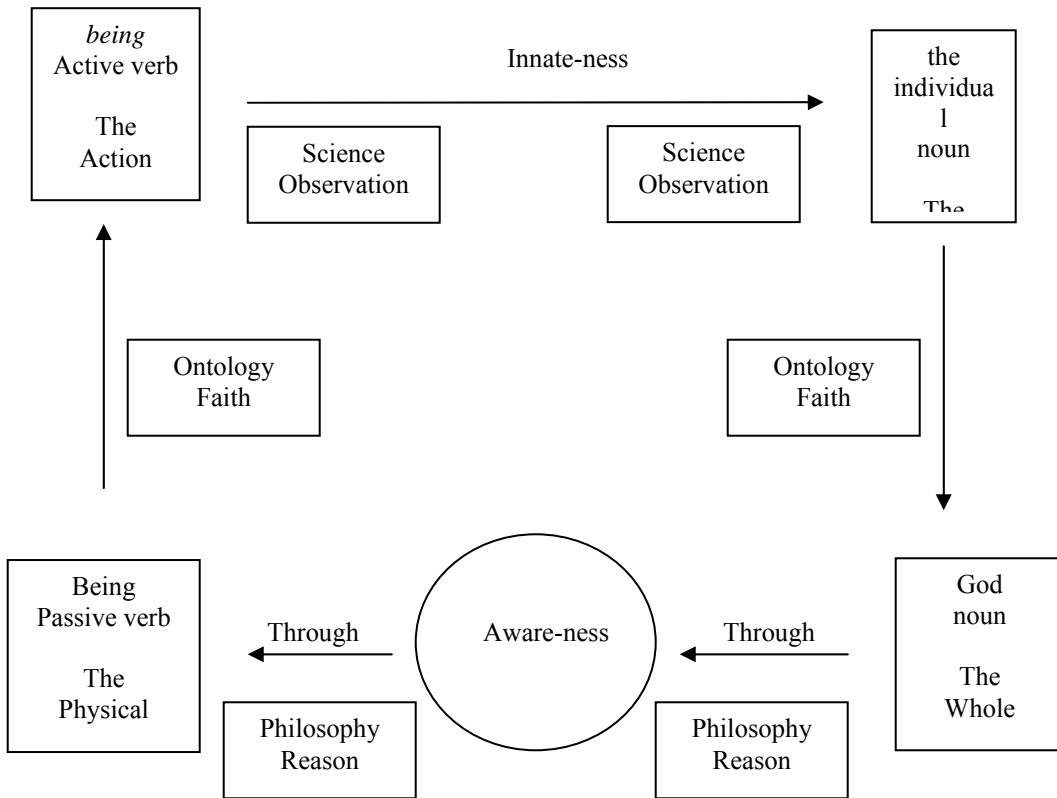 being
Active verb
The
Action
Innate-ness
the
individua
l
noun
The
Science
Observation
Science
Observation
Ontology
Faith
Ontology
Faith
Being
Passive verb
The
Physical
Through
Aware-ness
Through
God
noun
The
Whole
Philosophy
Reason
Philosophy
Reason